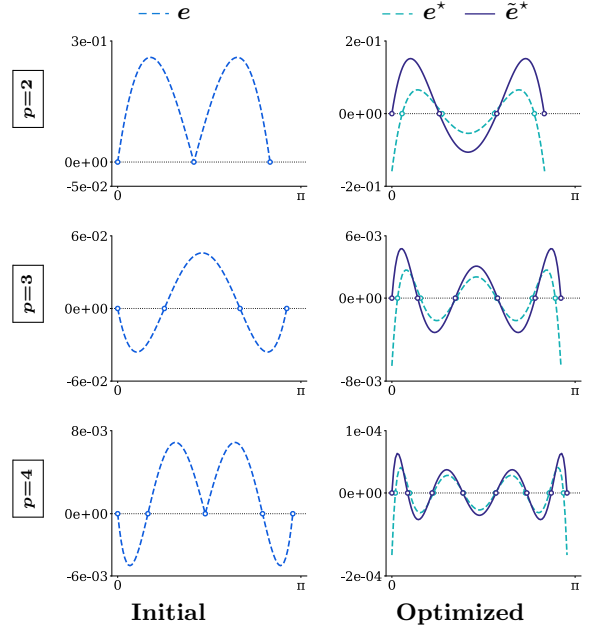 e
e⋆ ẽ⋆
p=2
3e-01
0e+00
-5e-02
0 π
2e-01
0e+00
-2e-01
0 π
p=3
6e-02
0e+00
-6e-02
0 π
6e-03
0e+00
-8e-03
0 π
p=4
8e-03
0e+00
-6e-03
0 π
1e-04
0e+00
-2e-04
0 π
Initial Optimized